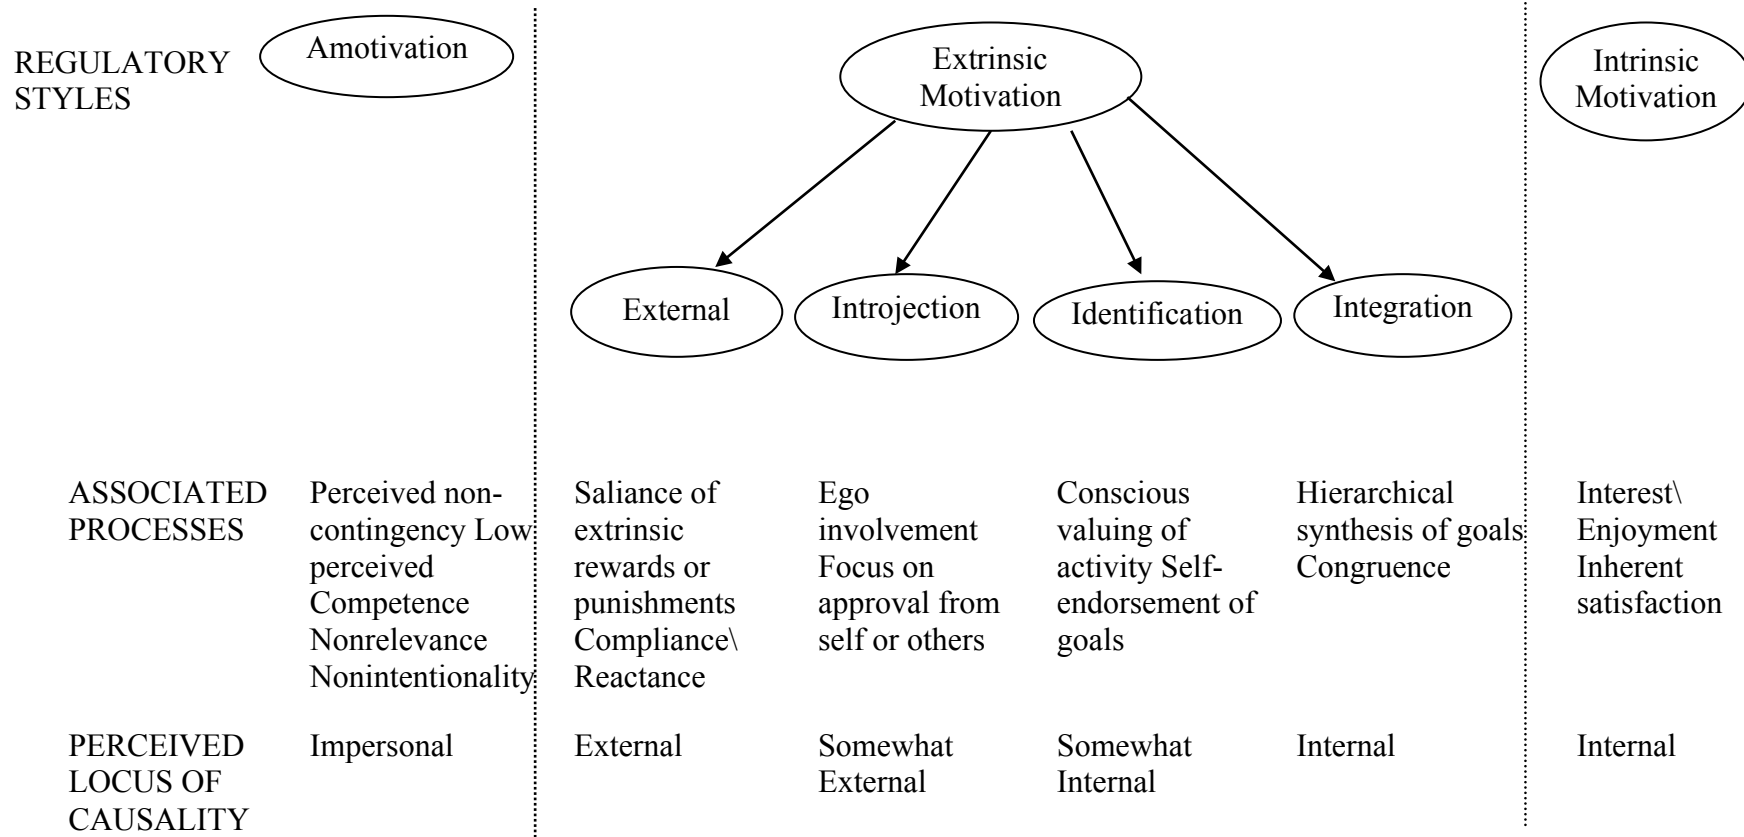 REGULATORY
STYLES
Amotivation
Extrinsic
Motivation
Intrinsic
Motivation
External
Introjection
Identification
Integration
ASSOCIATED
PROCESSES
Perceived non-
contingency Low
perceived
Competence
Nonrelevance
Nonintentionality
Saliance of
extrinsic
rewards or
punishments
Compliance\
Reactance
Ego
involvement
Focus on
approval from
self or others
Conscious
valuing of
activity Self-
endorsement of
goals
Hierarchical
synthesis of goals
Congruence
Interest\
Enjoyment
Inherent
satisfaction
PERCEIVED
LOCUS OF
CAUSALITY
Impersonal
External
Somewhat
External
Somewhat
Internal
Internal
Internal